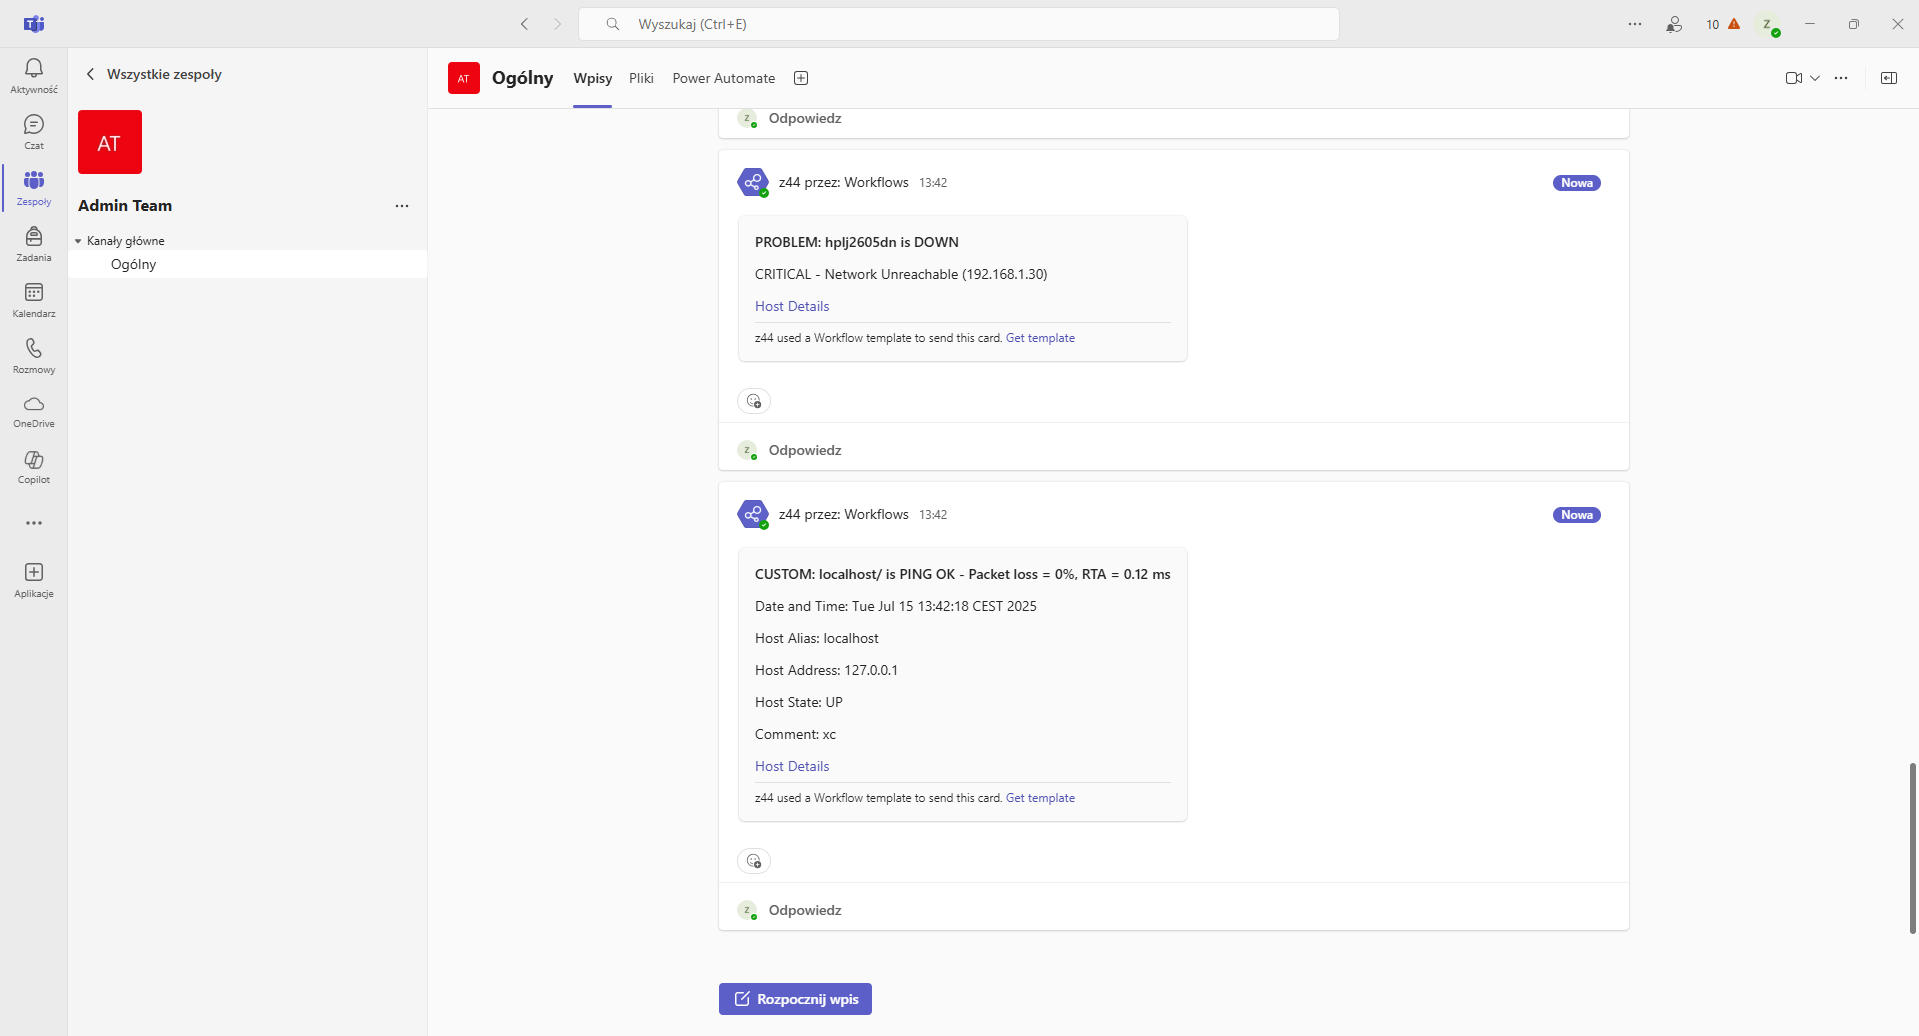 Wyszukaj (Ctrl+E)
10
Z
Aktywność
Czat
Zespoły
Zadania
Kalendarz
Rozmowy
OneDrive
Copilot
Aplikacje
Wszystkie zespoły
AT
Admin Team
Kanały główne
Ogólny
AT
Ogólny
Wpisy
Pliki
Power Automate
Z
Odpowiedz
z44 przez: Workflows 13:42
Nowa
PROBLEM: hplj2605dn is DOWN
CRITICAL - Network Unreachable (192.168.1.30)
Host Details
z44 used a Workflow template to send this card. Get template
Z
Odpowiedz
z44 przez: Workflows 13:42
Nowa
CUSTOM: localhost/ is PING OK - Packet loss = 0%, RTA = 0.12 ms
Date and Time: Tue Jul 15 13:42:18 CEST 2025
Host Alias: localhost
Host Address: 127.0.0.1
Host State: UP
Comment: xc
Host Details
z44 used a Workflow template to send this card. Get template
Z
Odpowiedz
Rozpocznij wpis